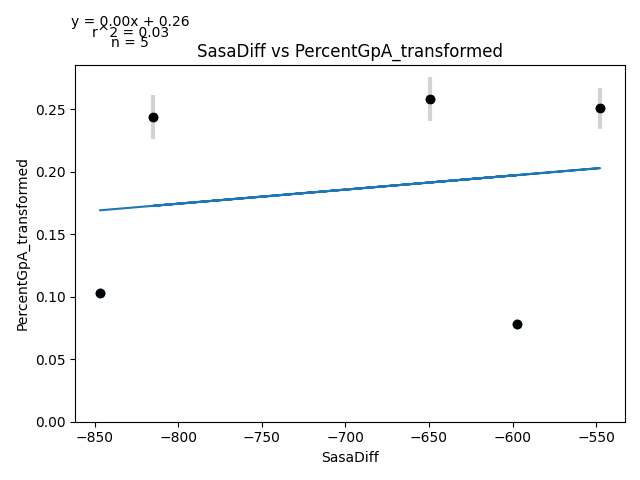 y = 0.00x + 0.26
r^2 = 0.03
n = 5
SasaDiff vs PercentGpA_transformed
PercentGpA_transformed
0.25
0.20
0.15
0.10
0.05
0.00
−850 −800 −750 −700 −650 −600 −550
SasaDiff